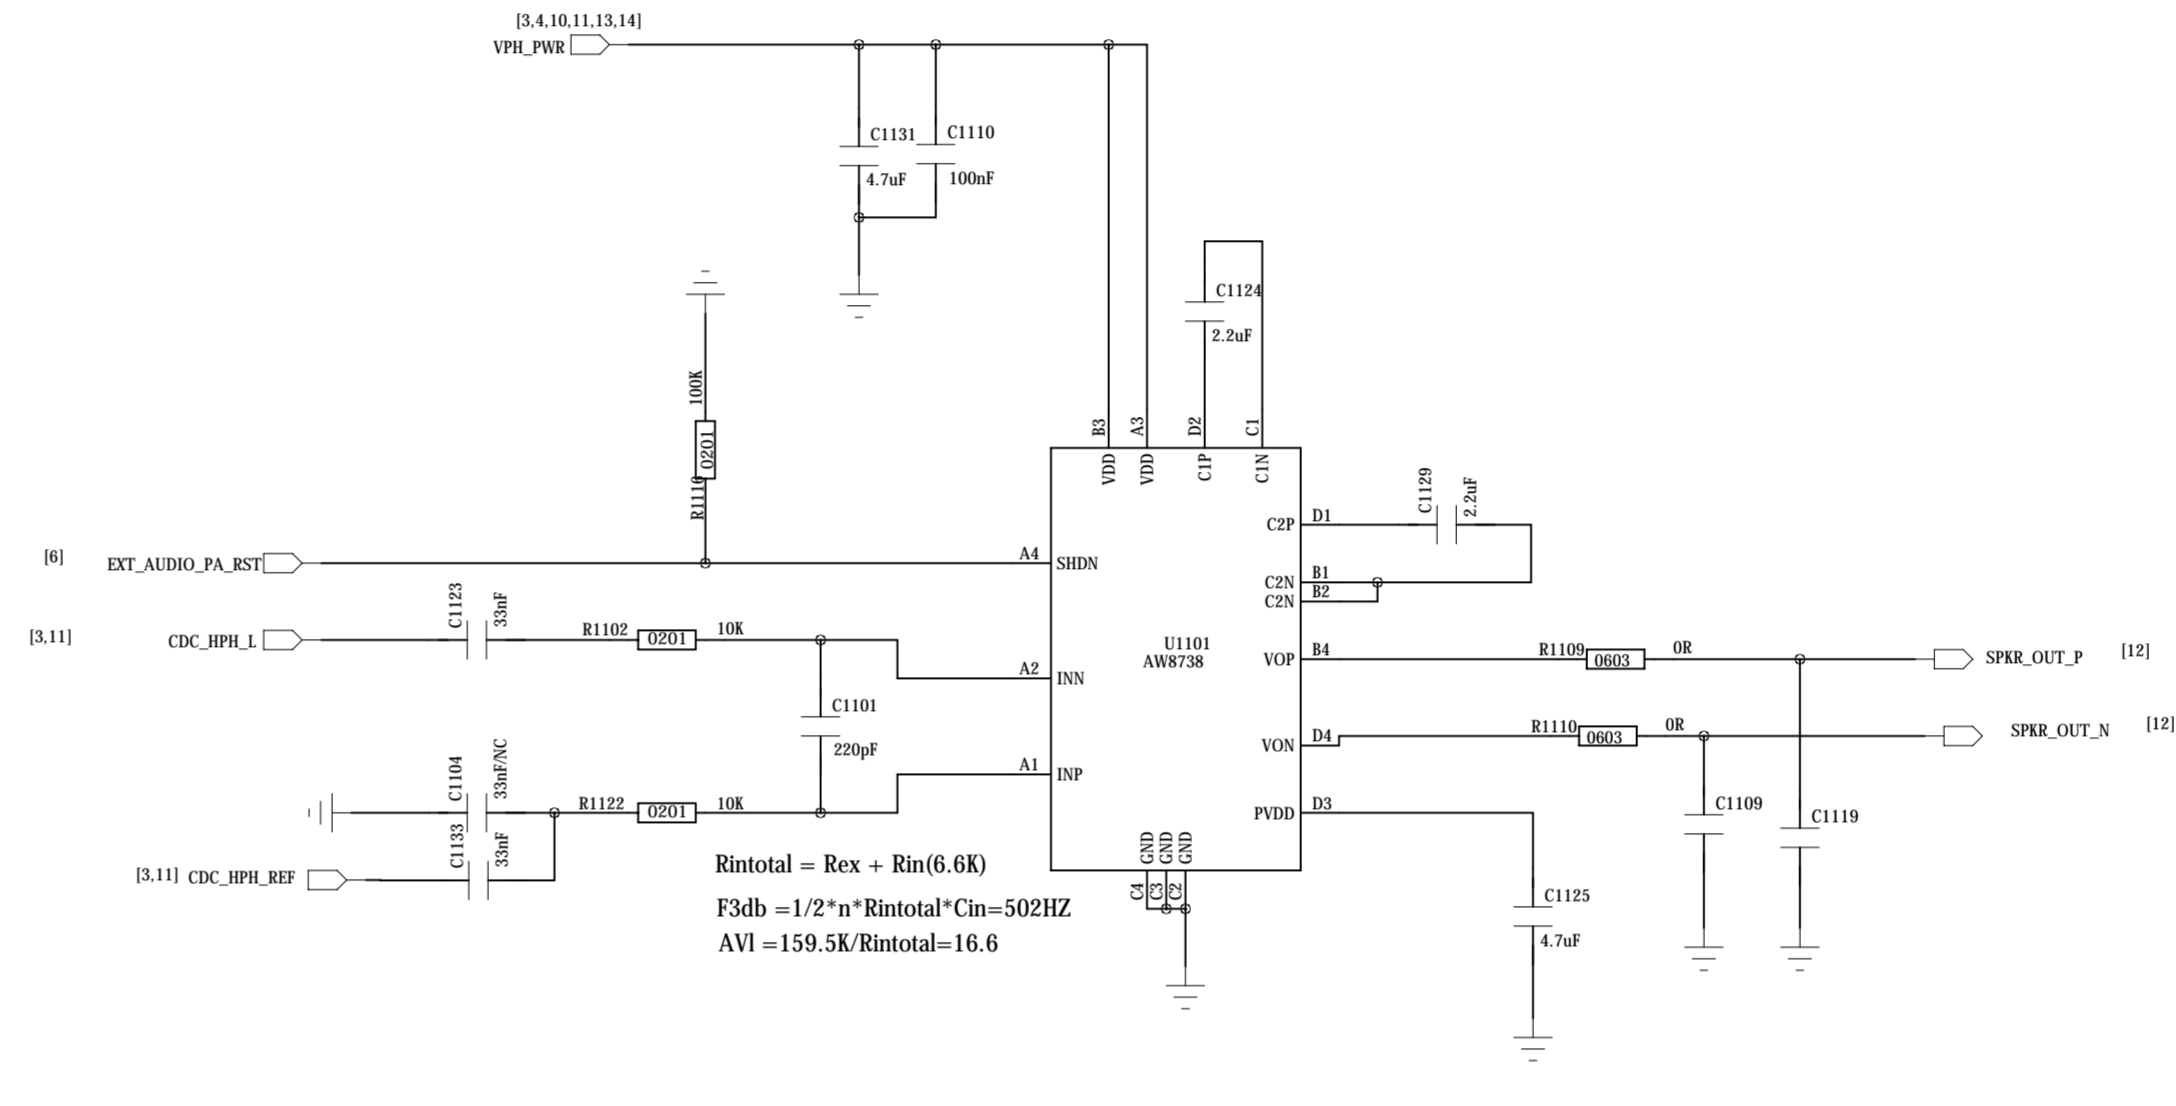 [3,4,10,11,13,14]
VPH_PWR
C1131
C1110
4.7uF
100nF
C1124
2.2uF
100K
0201
R1116
B3
A3
D2
C1
VDD
VDD
C1P
C1N
C1129
2.2uF
C2P
D1
[6]
EXT_AUDIO_PA_RST
A4
SHDN
C2N
B1
C2N
B2
C1123
33nF
[3,11]
CDC_HPH_L
R1102
0201
10K
A2
INN
U1101
AW8738
VOP
B4
R1109
0603
0R
SPKR_OUT_P
[12]
C1101
220pF
VON
D4
R1110
0603
0R
SPKR_OUT_N
[12]
A1
INP
C1104
33nF/NC
R1122
0201
10K
PVDD
D3
C1109
C1119
C1133
33nF
[3,11]
CDC_HPH_REF
GND
GND
GND
C4
C3
C2
Rintotal = Rex + Rin(6.6K)
F3db =1/2*n*Rintotal*Cin=502HZ
AVl =159.5K/Rintotal=16.6
C1125
4.7uF